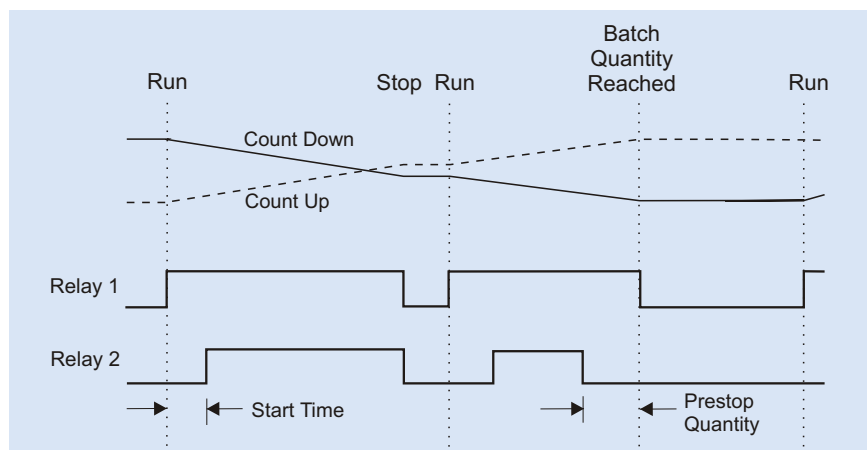 Batch
Quantity
Run Stop Run Reached Run
Count Down
Count Up
Relay 1
Relay 2
Start Time Prestop
Quantity